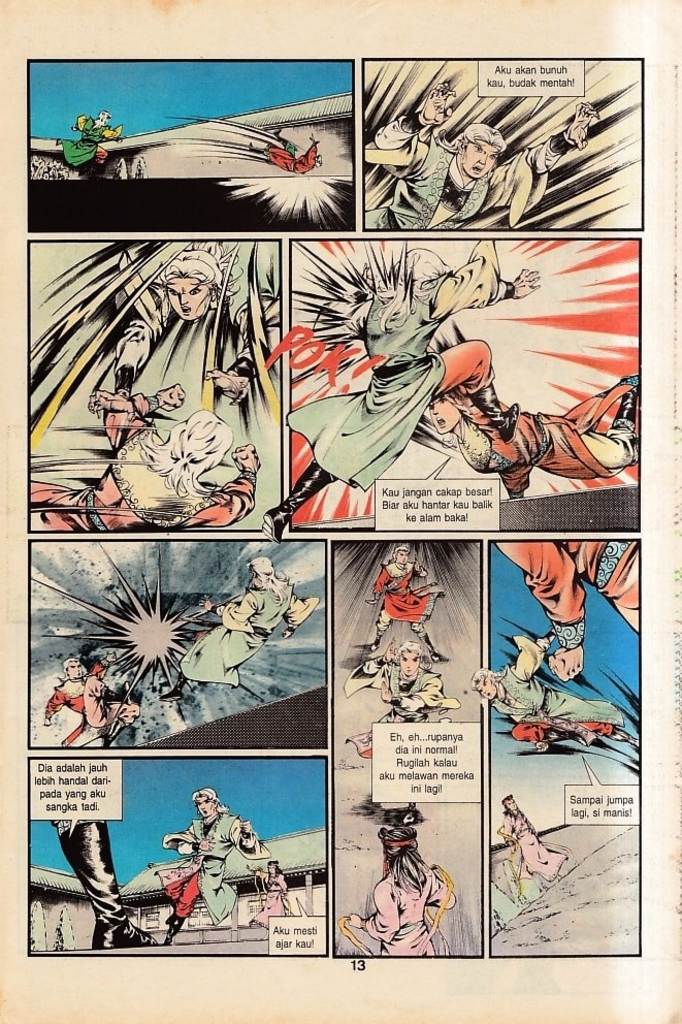 Aku akan bunuh
kau, budak mentah!
POK!
Kau jangan cakap besar!
Biar aku hantar kau balik
ke alam baka!
Dia adalah jauh
lebih handal dari-
pada yang aku
sangka tadi.
Aku mesti
ajar kau!
Eh, eh...rupanya
dia ini normal!
Rugilah kalau
aku melawan mereka
ini lagi!
Sampai jumpa
lagi, si manis!
13